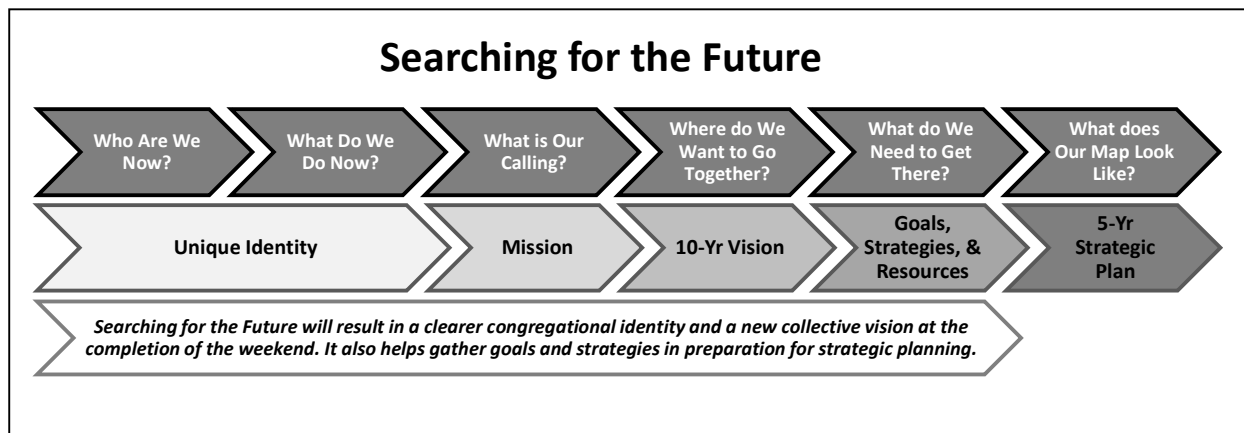 Searching for the Future
Who Are We
Now?
What Do We
Do Now?
What is Our
Calling?
Where do We
Want to Go
Together?
What do We
Need to Get
There?
What does
Our Map Look
Like?
Unique Identity
Mission
10-Yr Vision
Goals,
Strategies, &
Resources
5-Yr
Strategic
Plan
Searching for the Future will result in a clearer congregational identity and a new collective vision at the
completion of the weekend. It also helps gather goals and strategies in preparation for strategic planning.